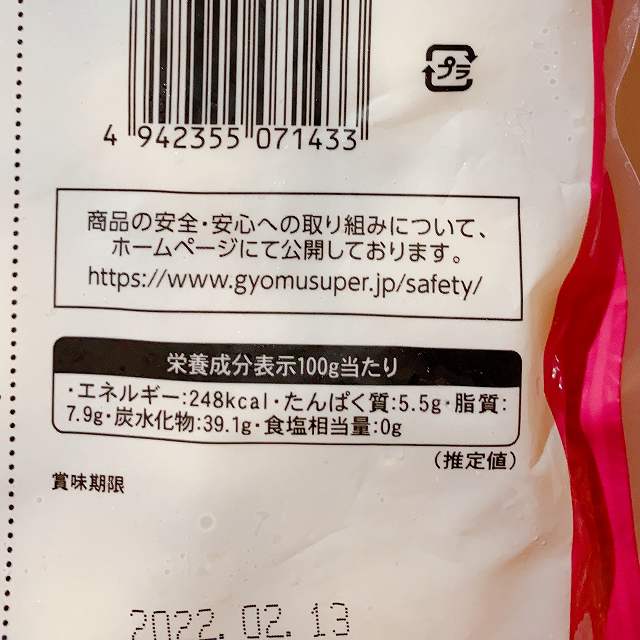 プラ
4 942355 071433
商品の安全・安心への取り組みについて、
ホームページにて公開しております。
https://www.gyomusuper.jp/safety/
栄養成分表示100g当たり
・エネルギー:248kcal・たんぱく質:5.5g・脂質:
7.9g・炭水化物:39.1g・食塩相当量:0g
(推定値)
賞味期限
2022.02.13